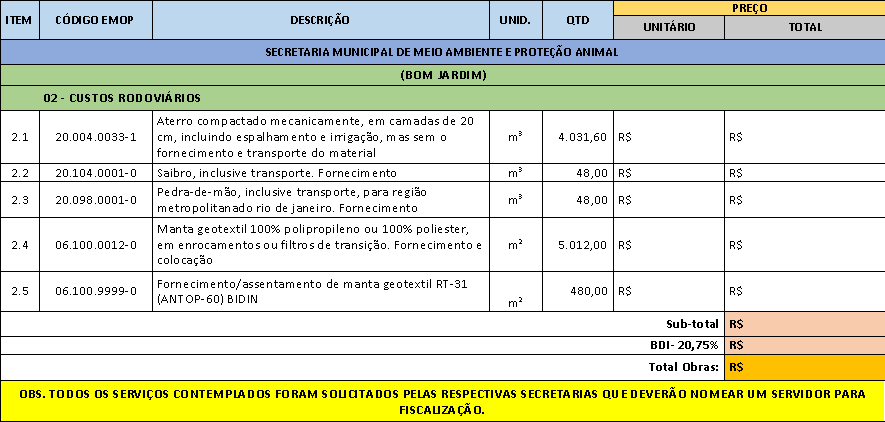 ITEM CÓDIGO EMOP DESCRIÇÃO UNID. QTD PREÇO
UNITÁRIO TOTAL
SECRETARIA MUNICIPAL DE MEIO AMBIENTE E PROTEÇÃO ANIMAL
(BOM JARDIM)
02 - CUSTOS RODOVIÁRIOS
Aterro compactado mecanicamente, em camadas de 20
2.1 20.004.0033-1 cm, incluindo espalhamento e irrigação, mas sem o m³ 4.031,60 R$ R$
fornecimento e transporte do material
2.2 20.104.0001-0 Saibro, inclusive transporte. Fornecimento m³ 48,00 R$ R$
2.3 20.098.0001-0 Pedra-de-mão, inclusive transporte, para região m³ 48,00 R$ R$
metropolitanado rio de janeiro. Fornecimento
Manta geotextil 100% polipropileno ou 100% poliester,
2.4 06.100.0012-0 em enrocamentos ou filtros de transição. Fornecimento e m² 5.012,00 R$ R$
colocação
2.5 06.100.9999-0 Fornecimento/assentamento de manta geotextil RT-31 480,00 R$ R$
(ANTOP-60) BIDIN m²
Sub-total R$
BDI- 20,75% R$
Total Obras: R$
OBS. TODOS OS SERVIÇOS CONTEMPLADOS FORAM SOLICITADOS PELAS RESPECTIVAS SECRETARIAS QUE DEVERÃO NOMEAR UM SERVIDOR PARA
FISCALIZAÇÃO.